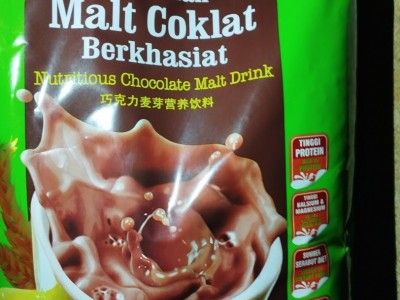 Malt Coklat
Berkhasiat
Nutritious Chocolate Malt Drink
巧克力麦芽营养饮料
TINGGI
PROTEIN
TINGGI
KALSIUM &
MAGNESIUM
SUMBER
SERABUT DIET